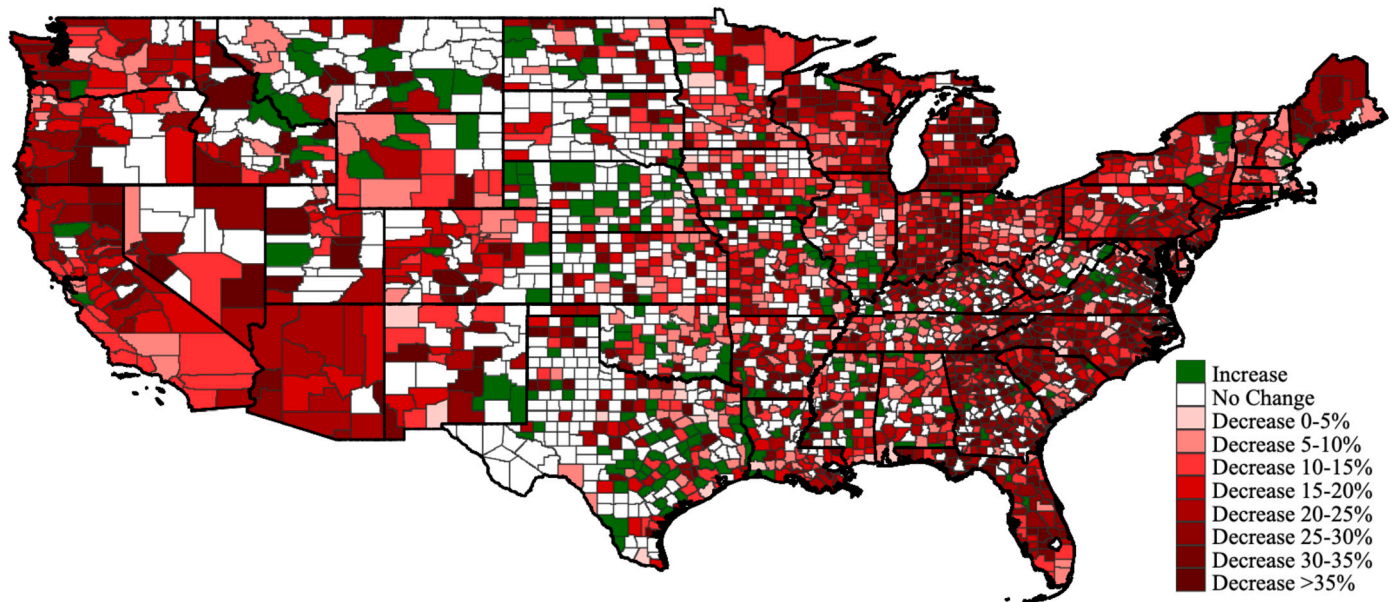 Increase
No Change
Decrease 0-5%
Decrease 5-10%
Decrease 10-15%
Decrease 15-20%
Decrease 20-25%
Decrease 25-30%
Decrease 30-35%
Decrease >35%